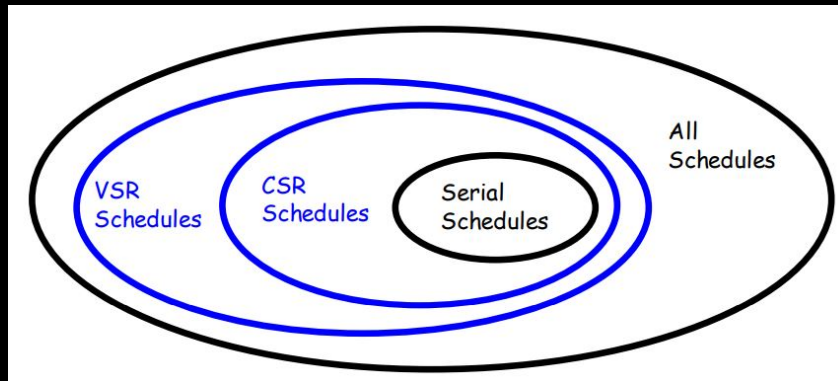 VSR
Schedules
CSR
Schedules
Serial
Schedules
All
Schedules